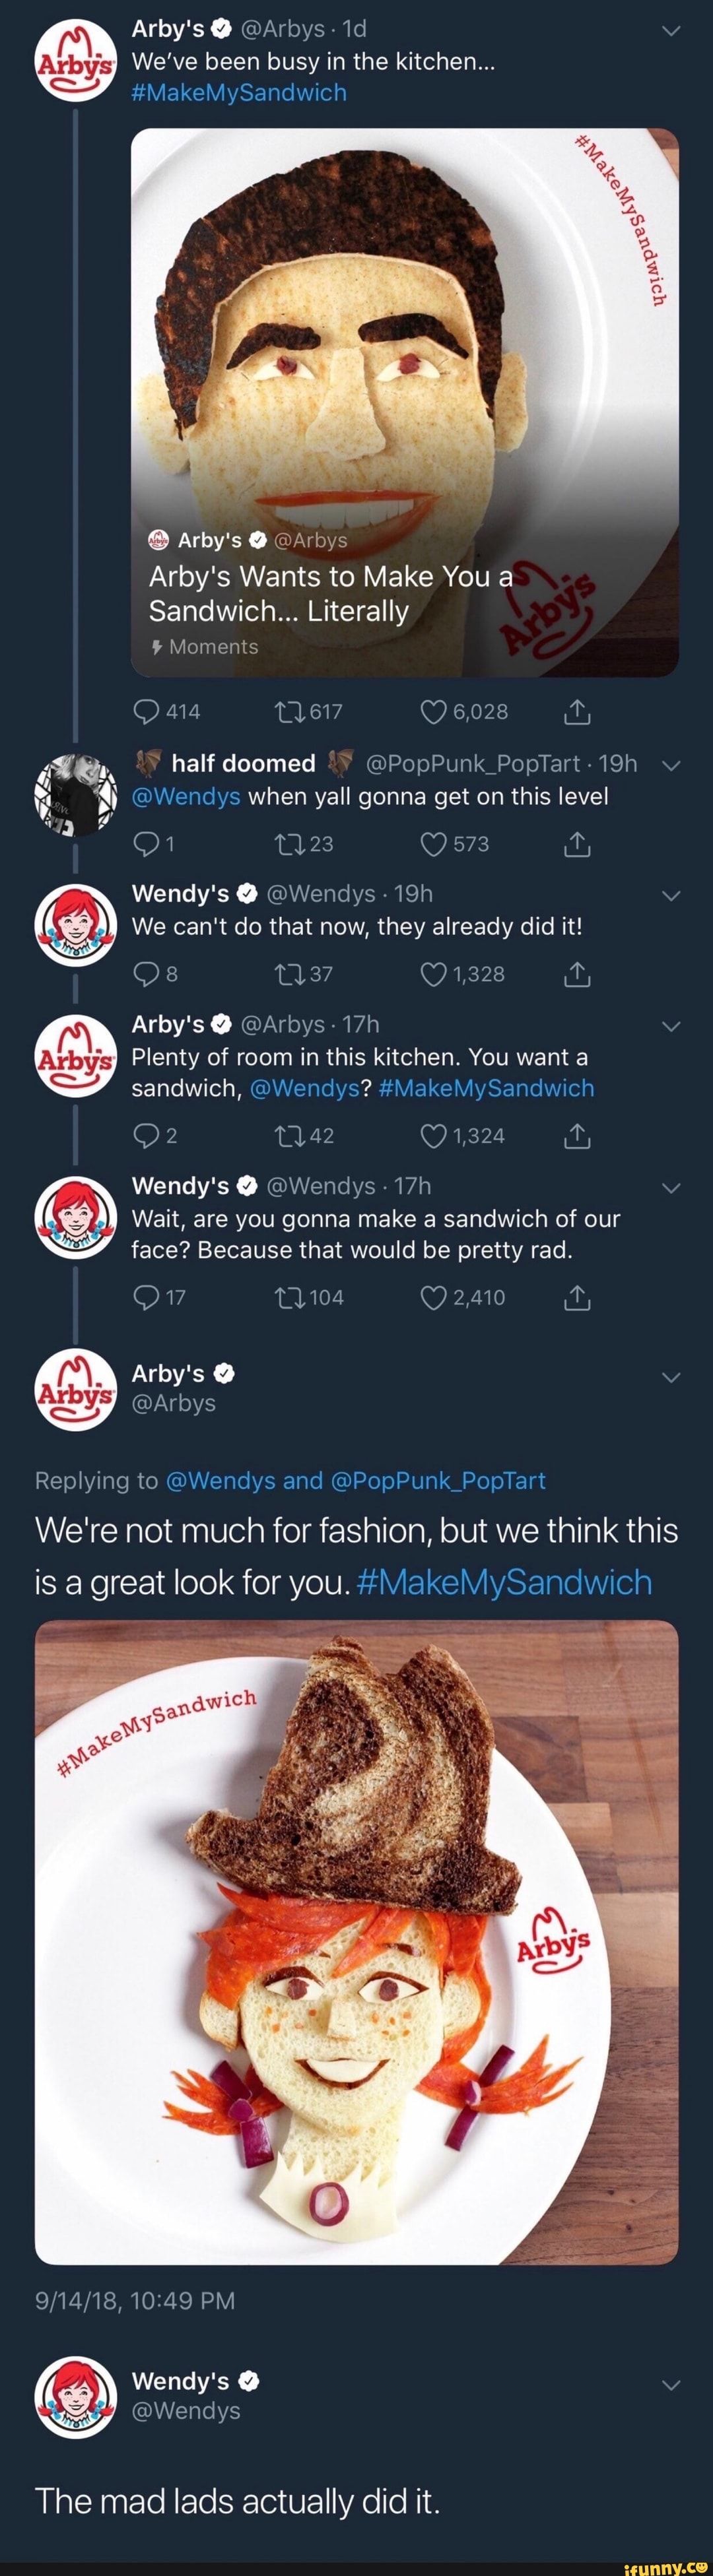 Arby's @Arbys · 1d
We've been busy in the kitchen...
#MakeMySandwich
Arby's
#MakeMySandwich
Arby's @Arbys
Arby's Wants to Make You a
Sandwich... Literally
Moments
Arby's
414 617 6,028
half doomed @PopPunk_PopTart · 19h
@Wendys when yall gonna get on this level
1 23 573
Wendy's @Wendys · 19h
We can't do that now, they already did it!
8 37 1,328
Arby's @Arbys · 17h
Arby's
Plenty of room in this kitchen. You want a
sandwich, @Wendys? #MakeMySandwich
2 42 1,324
Wendy's @Wendys · 17h
Wait, are you gonna make a sandwich of our
face? Because that would be pretty rad.
17 104 2,410
Arby's
Arby's
@Arbys
Replying to @Wendys and @PopPunk_PopTart
We're not much for fashion, but we think this
is a great look for you. #MakeMySandwich
#MakeMySandwich
Arby's
9/14/18, 10:49 PM
Wendy's
@Wendys
The mad lads actually did it.
ifunny.co